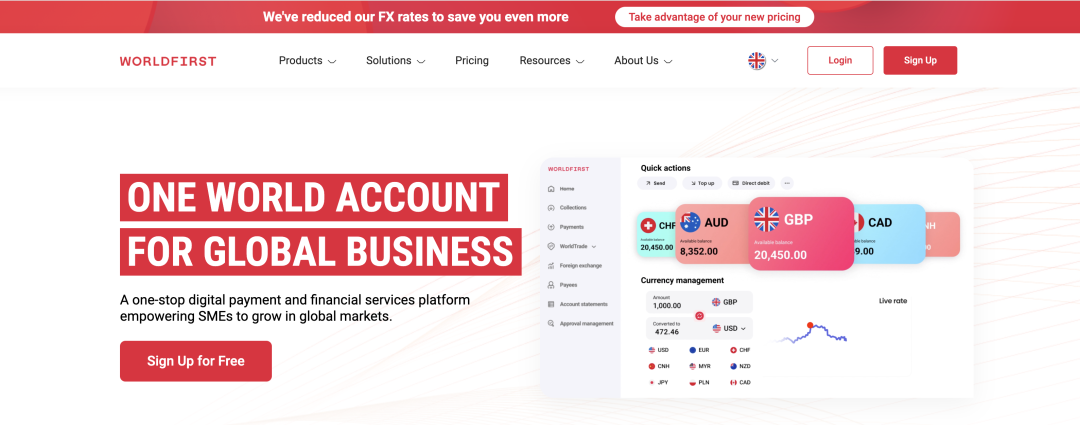 We've reduced our FX rates to save you even more
Take advantage of your new pricing
WORLDFIRST
Products
Solutions
Pricing
Resources
About Us
Login
Sign Up
ONE WORLD ACCOUNT
FOR GLOBAL BUSINESS
A one-stop digital payment and financial services platform
empowering SMEs to grow in global markets.
Sign Up for Free
WORLDFIRST
Home
Collections
Payments
WorldTrade
Foreign exchange
Payees
Account statements
Approval management
Quick actions
Send
Top up
Direct debit
CHF
Available balance
20,450.00
AUD
Available balance
8,352.00
GBP
Available balance
20,450.00
CAD
9.00
NH
Currency management
Amount
1,000.00
GBP
Converted to
472.46
USD
USD
EUR
CHF
CNH
MYR
NZD
JPY
PLN
CAD
Live rate